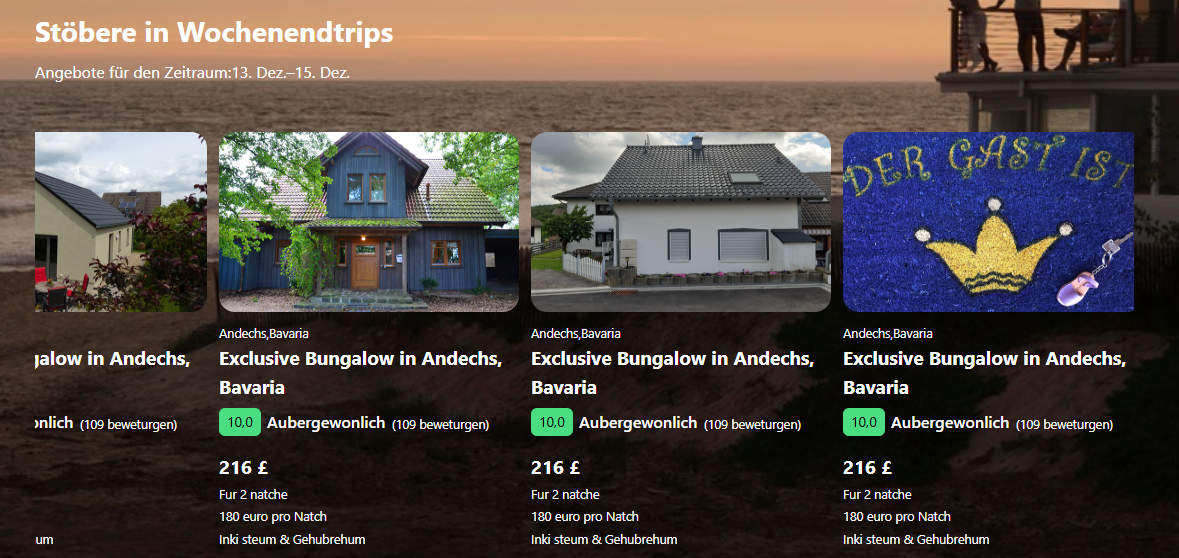 Stöbere in Wochenendtrips
Angebote für den Zeitraum:13. Dez.–15. Dez.
DER GAST IST
Andechs,Bavaria
Andechs,Bavaria
Andechs,Bavaria
galow in Andechs,
Exclusive Bungalow in Andechs,
Bavaria
Exclusive Bungalow in Andechs,
Bavaria
Exclusive Bungalow in Andechs,
Bavaria
onlich (109 beweturgen)
10,0 Aubergewonlich (109 beweturgen)
10,0 Aubergewonlich (109 beweturgen)
10,0 Aubergewonlich (109 beweturgen)
216 £
216 £
216 £
Fur 2 natche
Fur 2 natche
Fur 2 natche
180 euro pro Natch
180 euro pro Natch
180 euro pro Natch
um
Inki steum & Gehubrehum
Inki steum & Gehubrehum
Inki steum & Gehubrehum